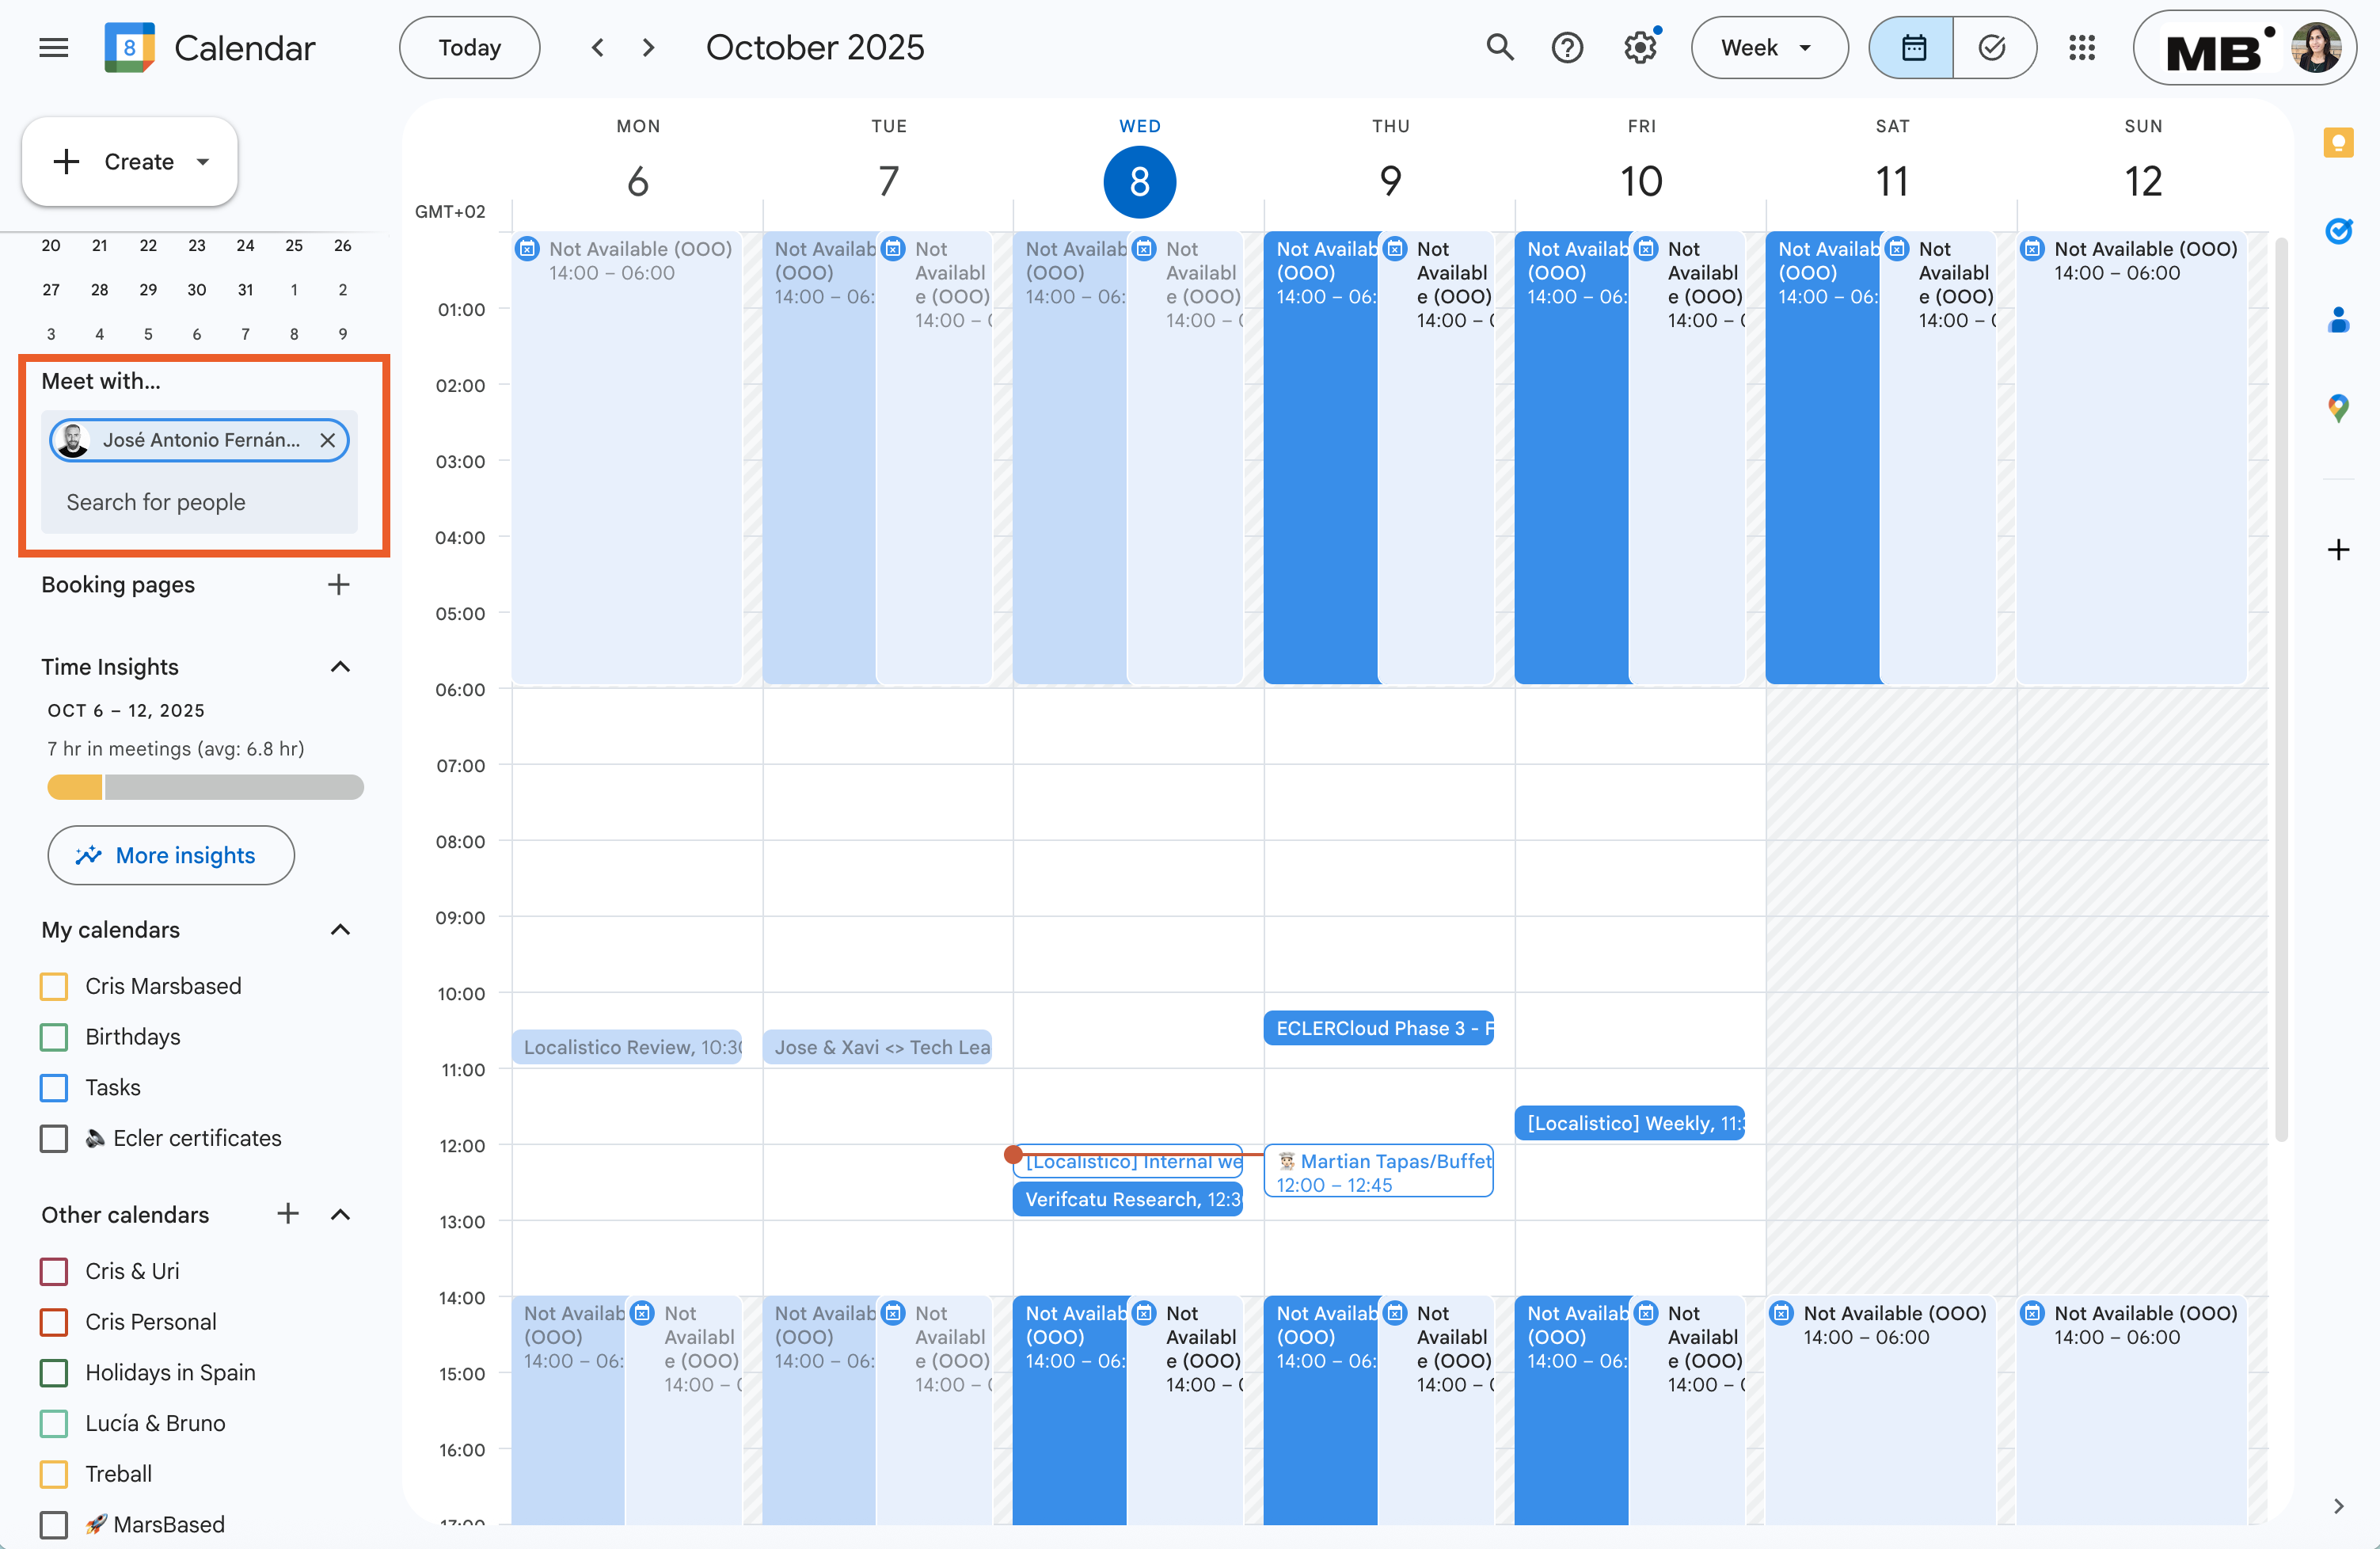 Calendar
8
Today
October 2025
Week
MB
Create
20 21 22 23 24 25 26
27 28 29 30 31 1 2
3 4 5 6 7 8 9
Meet with...
José Antonio Fernán...
Search for people
Booking pages
Time Insights
OCT 6 – 12, 2025
7 hr in meetings (avg: 6.8 hr)
More insights
My calendars
Cris Marsbased
Birthdays
Tasks
🔊 Ecler certificates
Other calendars
Cris & Uri
Cris Personal
Holidays in Spain
Lucía & Bruno
Treball
🚀 MarsBased
GMT+02
MON
6
TUE
7
WED
8
THU
9
FRI
10
SAT
11
SUN
12
01:00
02:00
03:00
04:00
05:00
06:00
07:00
08:00
09:00
10:00
11:00
12:00
13:00
14:00
15:00
16:00
17:00
Not Available (OOO)
14:00 – 06:00
Localistico Review, 10:30
Not Availab
(OOO)
14:00 – 06:
Not
Availabl
e (OOO)
14:00 – 0
Not Availab
(OOO)
14:00 – 06:
Not
Availabl
e (OOO)
14:00 – 0
Jose & Xavi <> Tech Lea
Not Availab
(OOO)
14:00 – 06:
Not
Availabl
e (OOO)
14:00 – 0
Not Availab
(OOO)
14:00 – 06:
Not
Availabl
e (OOO)
14:00 – 0
[Localistico] Internal we
Verifcatu Research, 12:30
Not Availab
(OOO)
14:00 – 06:
Not
Availabl
e (OOO)
14:00 – 0
Not Availab
(OOO)
14:00 – 06:
Not
Availabl
e (OOO)
14:00 – 0
ECLERCloud Phase 3 - F
Martian Tapas/Buffet
12:00 – 12:45
Not Availab
(OOO)
14:00 – 06:
Not
Availabl
e (OOO)
14:00 – 0
Not Availab
(OOO)
14:00 – 06:
Not
Availabl
e (OOO)
14:00 – 0
[Localistico] Weekly, 11:3
Not Availab
(OOO)
14:00 – 06:
Not
Availabl
e (OOO)
14:00 – 0
Not Availab
(OOO)
14:00 – 06:
Not
Availabl
e (OOO)
14:00 – 0
Not Available (OOO)
14:00 – 06:00
Not Available (OOO)
14:00 – 06:00
Not Available (OOO)
14:00 – 06:00